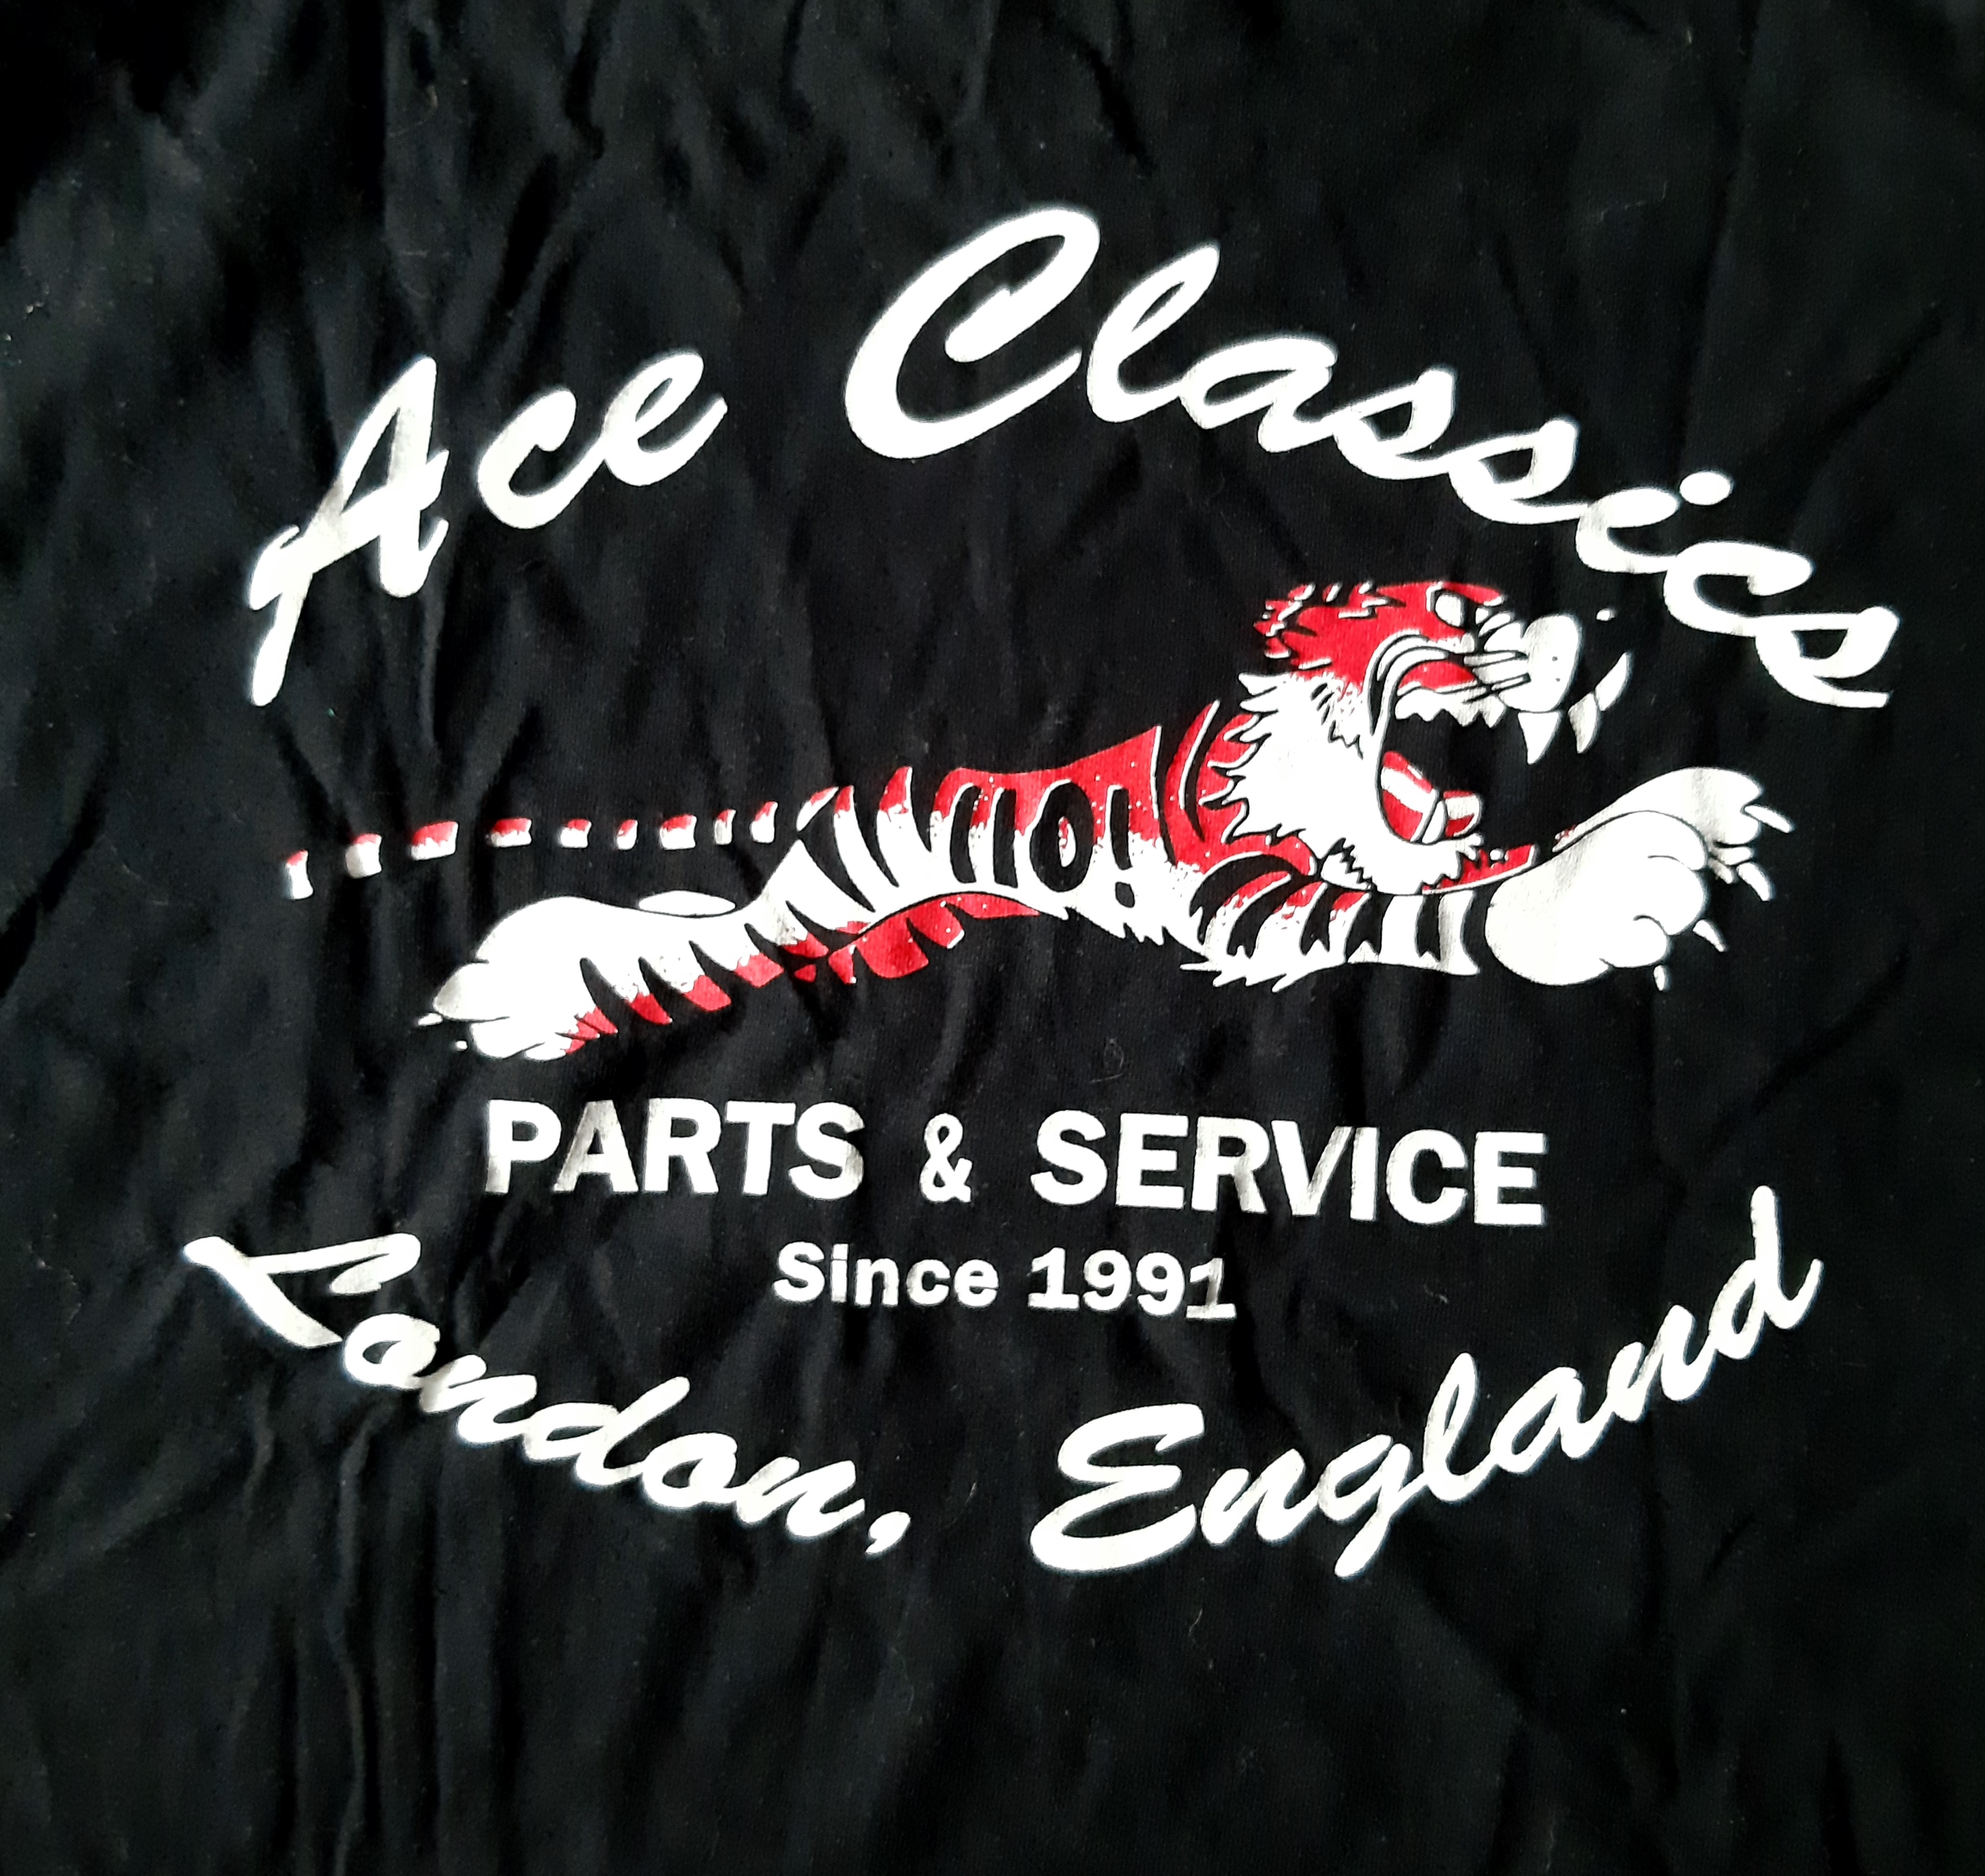 Ace Classics
PARTS & SERVICE
Since 1991
London, England